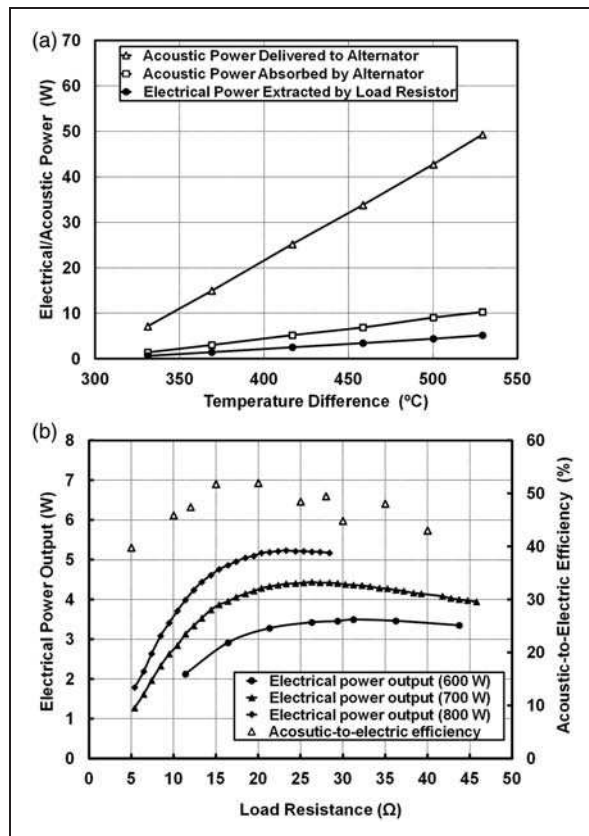 (a)
70
60
50
40
30
20
10
0
Electrical/Acoustic Power (W)
Acoustic Power Delivered to Alternator
Acoustic Power Absorbed by Alternator
Electrical Power Extracted by Load Resistor
300 350 400 450 500 550
Temperature Difference (ºC)
(b)
8
7
6
5
4
3
2
1
0
Electrical Power Output (W)
60
50
40
30
20
10
0
Acoustic-to-Electric Efficiency (%)
Electrical power output (600 W)
Electrical power output (700 W)
Electrical power output (800 W)
Acosutic-to-electric efficiency
0 5 10 15 20 25 30 35 40 45 50
Load Resistance (Ω)